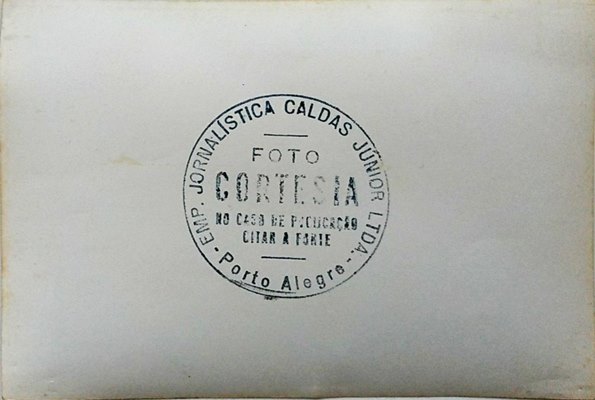 EMP. JORNALÍSTICA CALDAS JÚNIOR LTDA.
FOTO
CORTESIA
NO CASO DE PUBLICAÇÃO
CITAR A FONTE
- Porto Alegre -